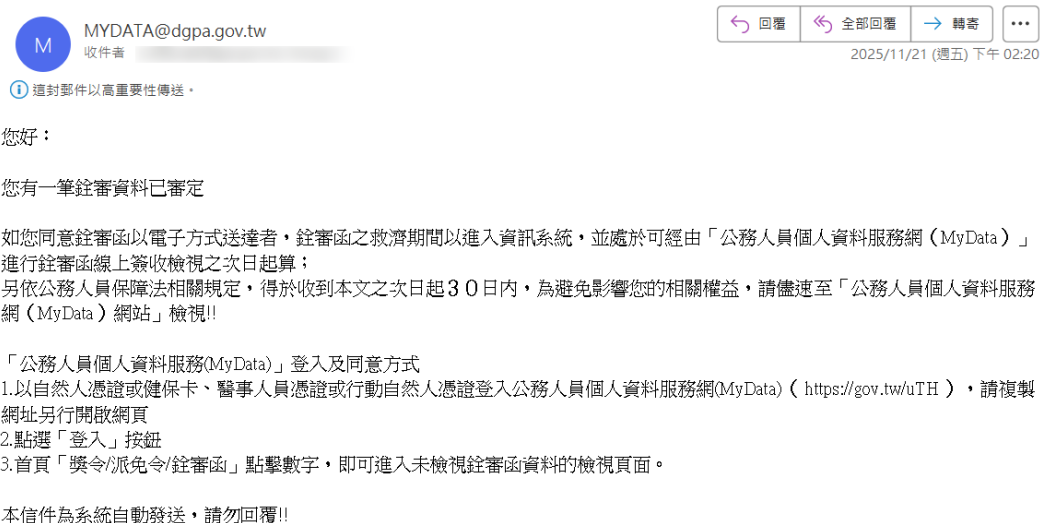 M
MYDATA@dgpa.gov.tw
收件者
回覆
全部回覆
轉寄
2025/11/21 (週五) 下午 02:20
這封郵件以高重要性傳送。
您好：
您有一筆銓審資料已審定
如您同意銓審函以電子方式送達者，銓審函之救濟期間以進入資訊系統，並處於可經由「公務人員個人資料服務網（MyData）」
進行銓審函線上簽收檢視之次日起算；
另依公務人員保障法相關規定，得於收到本文之次日起３０日內，為避免影響您的相關權益，請儘速至「公務人員個人資料服務
網（MyData）網站」檢視!!
「公務人員個人資料服務(MyData)」登入及同意方式
1.以自然人憑證或健保卡、醫事人員憑證或行動自然人憑證登入公務人員個人資料服務網(MyData)（ https://gov.tw/uTH ），請複製
網址另行開啟網頁
2.點選「登入」按鈕
3.首頁「獎令/派免令/銓審函」點擊數字，即可進入未檢視銓審函資料的檢視頁面。
本信件為系統自動發送，請勿回覆!!